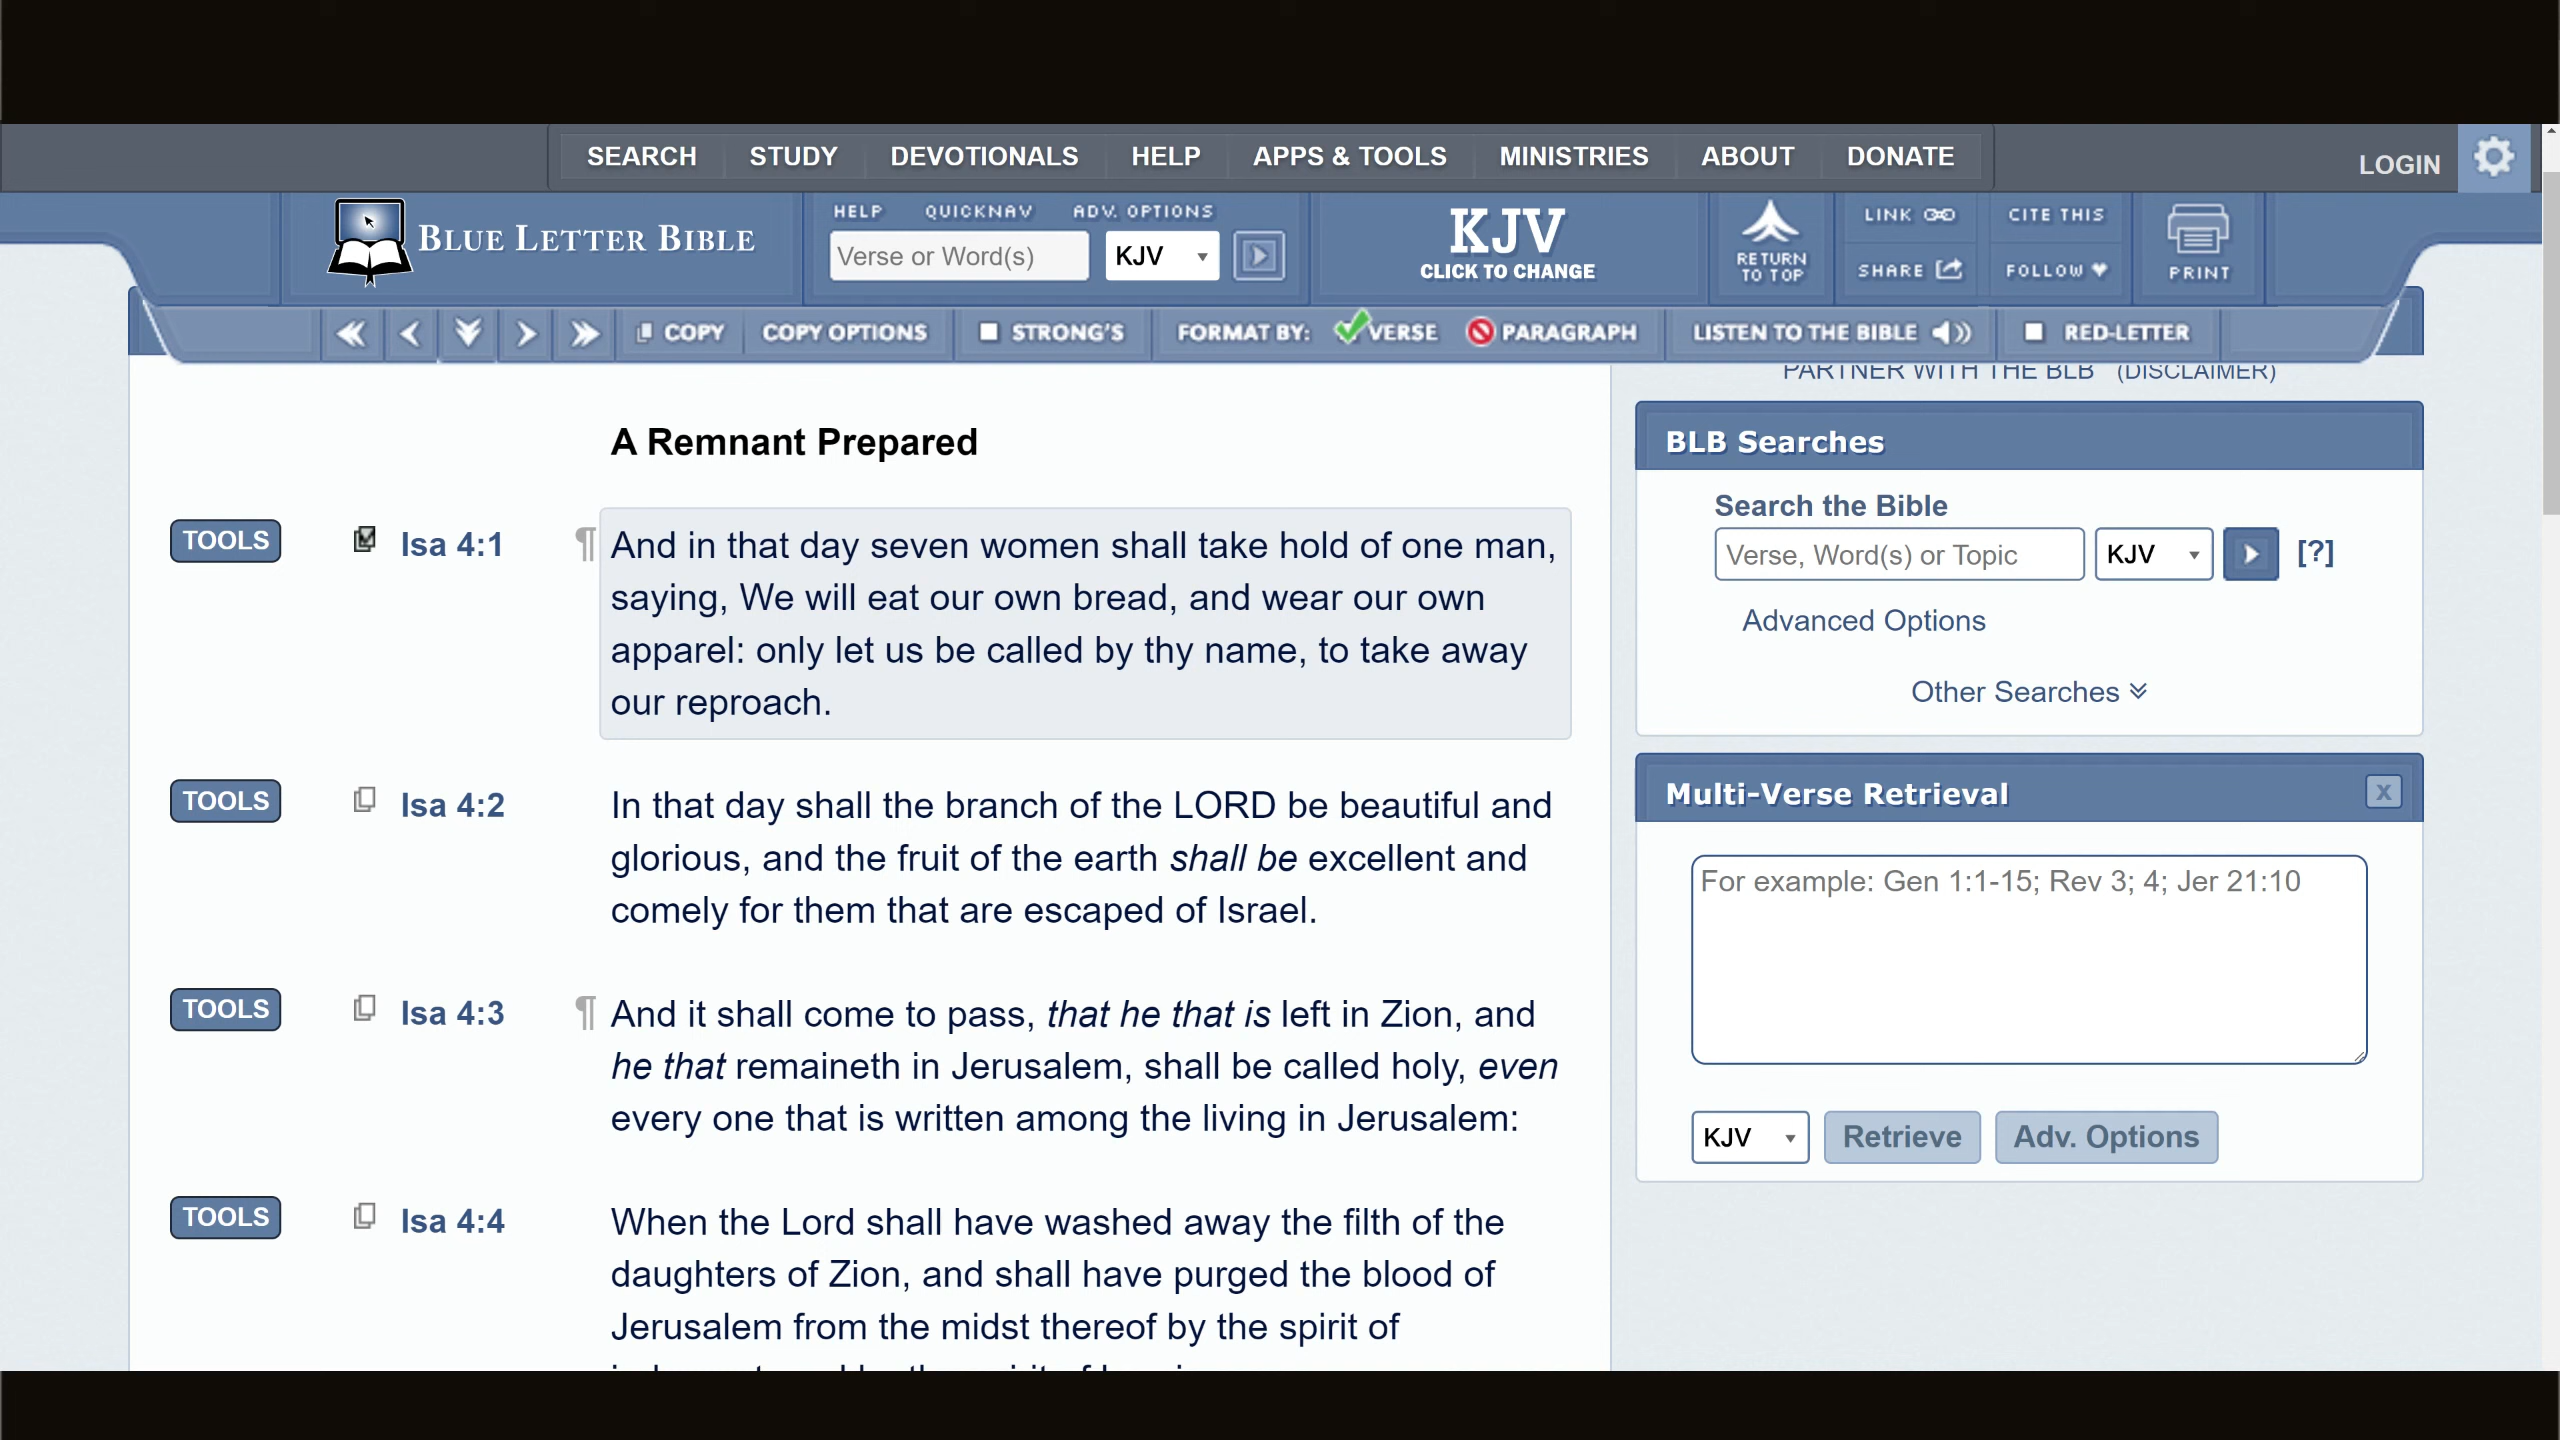 SEARCH STUDY DEVOTIONALS HELP APPS & TOOLS MINISTRIES ABOUT DONATE LOGIN
BLUE LETTER BIBLE
HELP QUICKNAV ADV. OPTIONS
Verse or Word(s) KJV
KJV
CLICK TO CHANGE
RETURN
TO TOP
LINK
CITE THIS
SHARE
FOLLOW
PRINT
COPY COPY OPTIONS STRONG'S FORMAT BY: VERSE PARAGRAPH LISTEN TO THE BIBLE RED-LETTER
A Remnant Prepared
TOOLS Isa 4:1 ¶ And in that day seven women shall take hold of one man,
saying, We will eat our own bread, and wear our own
apparel: only let us be called by thy name, to take away
our reproach.
TOOLS Isa 4:2 In that day shall the branch of the LORD be beautiful and
glorious, and the fruit of the earth shall be excellent and
comely for them that are escaped of Israel.
TOOLS Isa 4:3 ¶ And it shall come to pass, that he that is left in Zion, and
he that remaineth in Jerusalem, shall be called holy, even
every one that is written among the living in Jerusalem:
TOOLS Isa 4:4 When the Lord shall have washed away the filth of the
daughters of Zion, and shall have purged the blood of
Jerusalem from the midst thereof by the spirit of
PARTNER WITH THE BLB (DISCLAIMER)
BLB Searches
Search the Bible
Verse, Word(s) or Topic KJV [?]
Advanced Options
Other Searches
Multi-Verse Retrieval x
For example: Gen 1:1-15; Rev 3; 4; Jer 21:10
KJV Retrieve Adv. Options